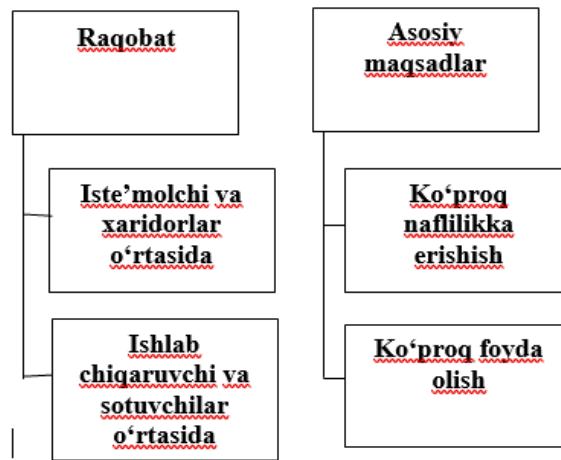 Raqobat
Iste’molchi va
xaridorlar
o‘rtasida
Ishlab
chiqaruvchi va
sotuvchilar
o‘rtasida
Asosiy
maqsadlar
Ko‘proq
naflilikka
erishish
Ko‘proq foyda
olish